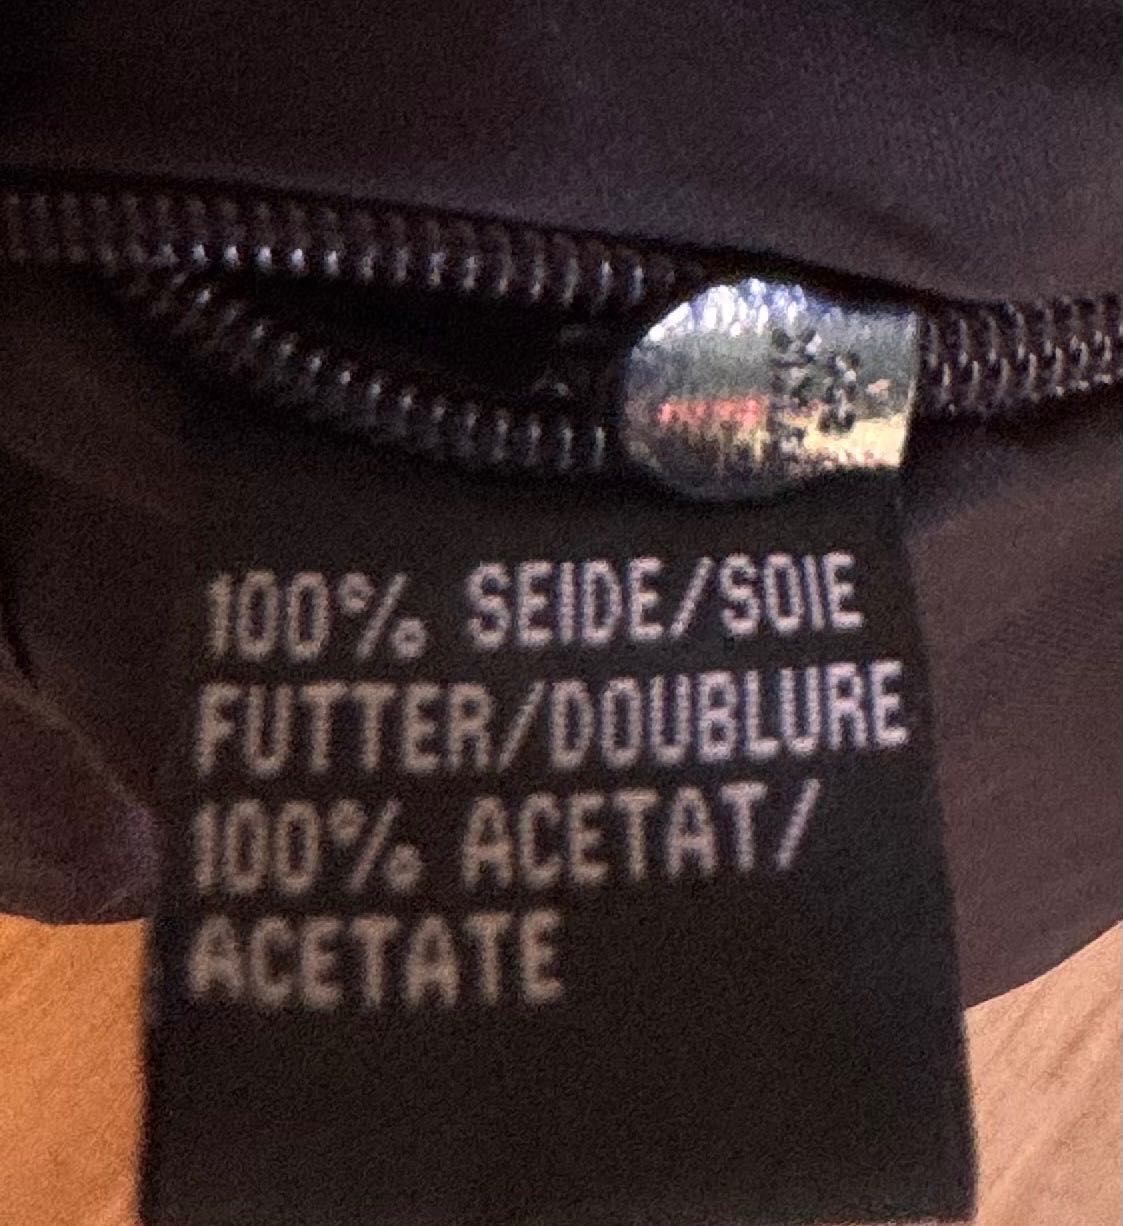 100% SEIDE/SOIE
FUTTER/DOUBLURE
100% ACETAT/
ACETATE